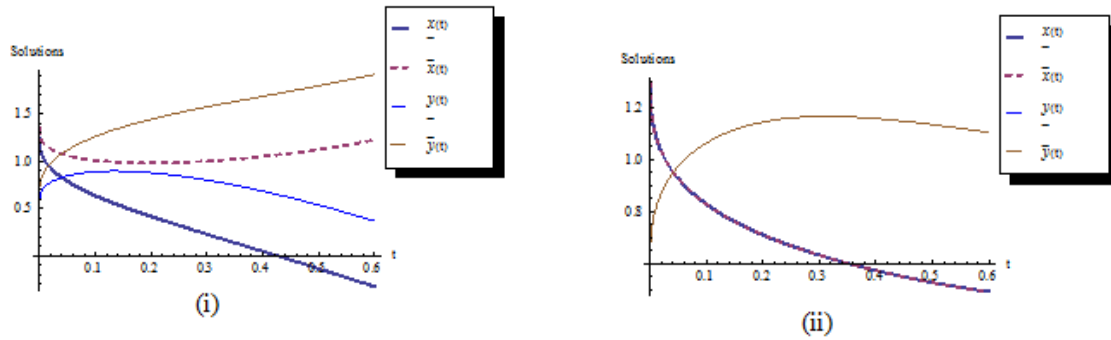 Solutions
1.5
1.0
0.5
0.1 0.2 0.3 0.4 0.5 0.6 t
x(t)
x̄(t)
y(t)
ȳ(t)
(i)
Solutions
1.2
1.0
0.8
0.1 0.2 0.3 0.4 0.5 0.6 t
x(t)
x̄(t)
y(t)
ȳ(t)
(ii)